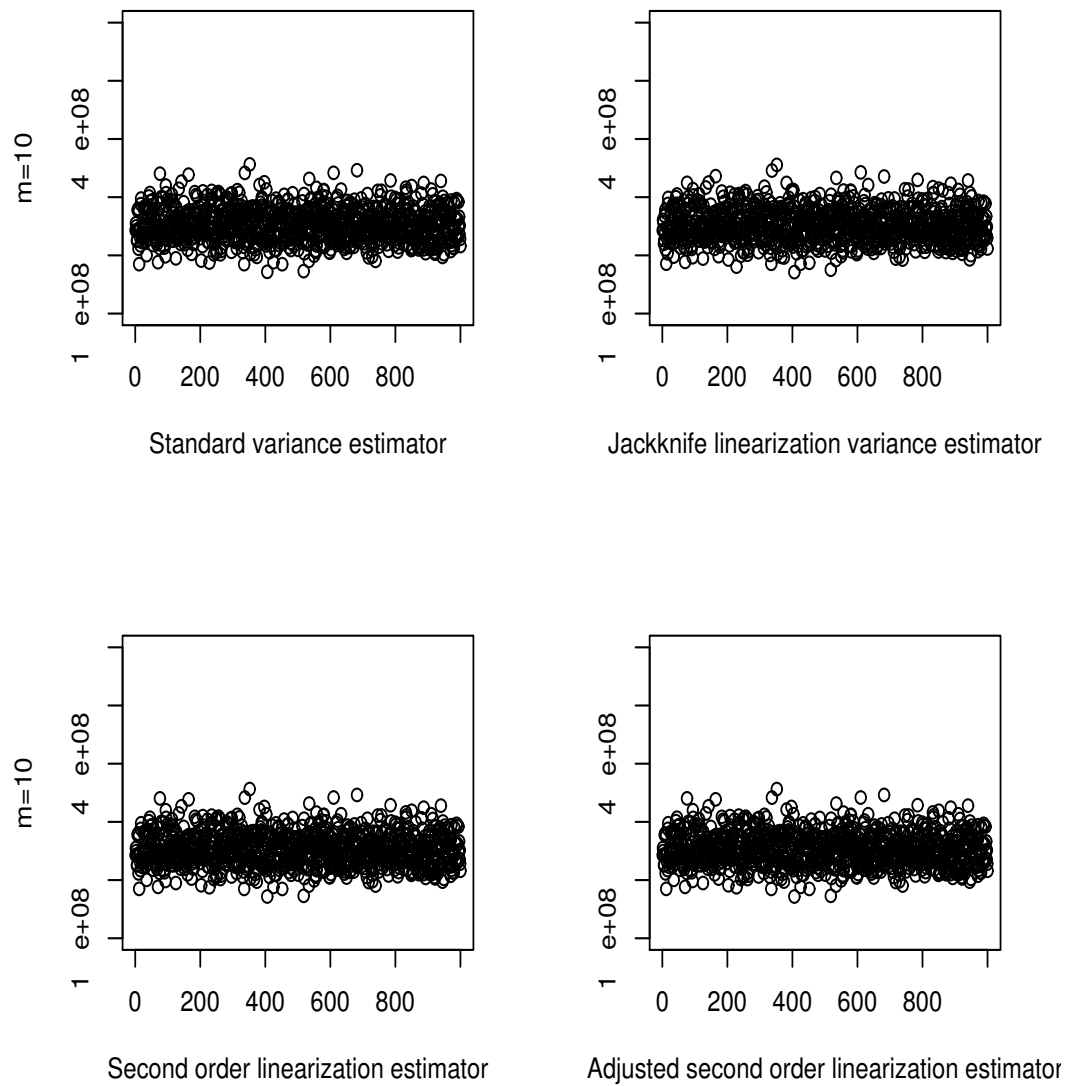 m=10
1 e+08 4 e+08
0 200 400 600 800
Standard variance estimator
1 e+08 4 e+08
0 200 400 600 800
Jackknife linearization variance estimator
m=10
1 e+08 4 e+08
0 200 400 600 800
Second order linearization estimator
1 e+08 4 e+08
0 200 400 600 800
Adjusted second order linearization estimator